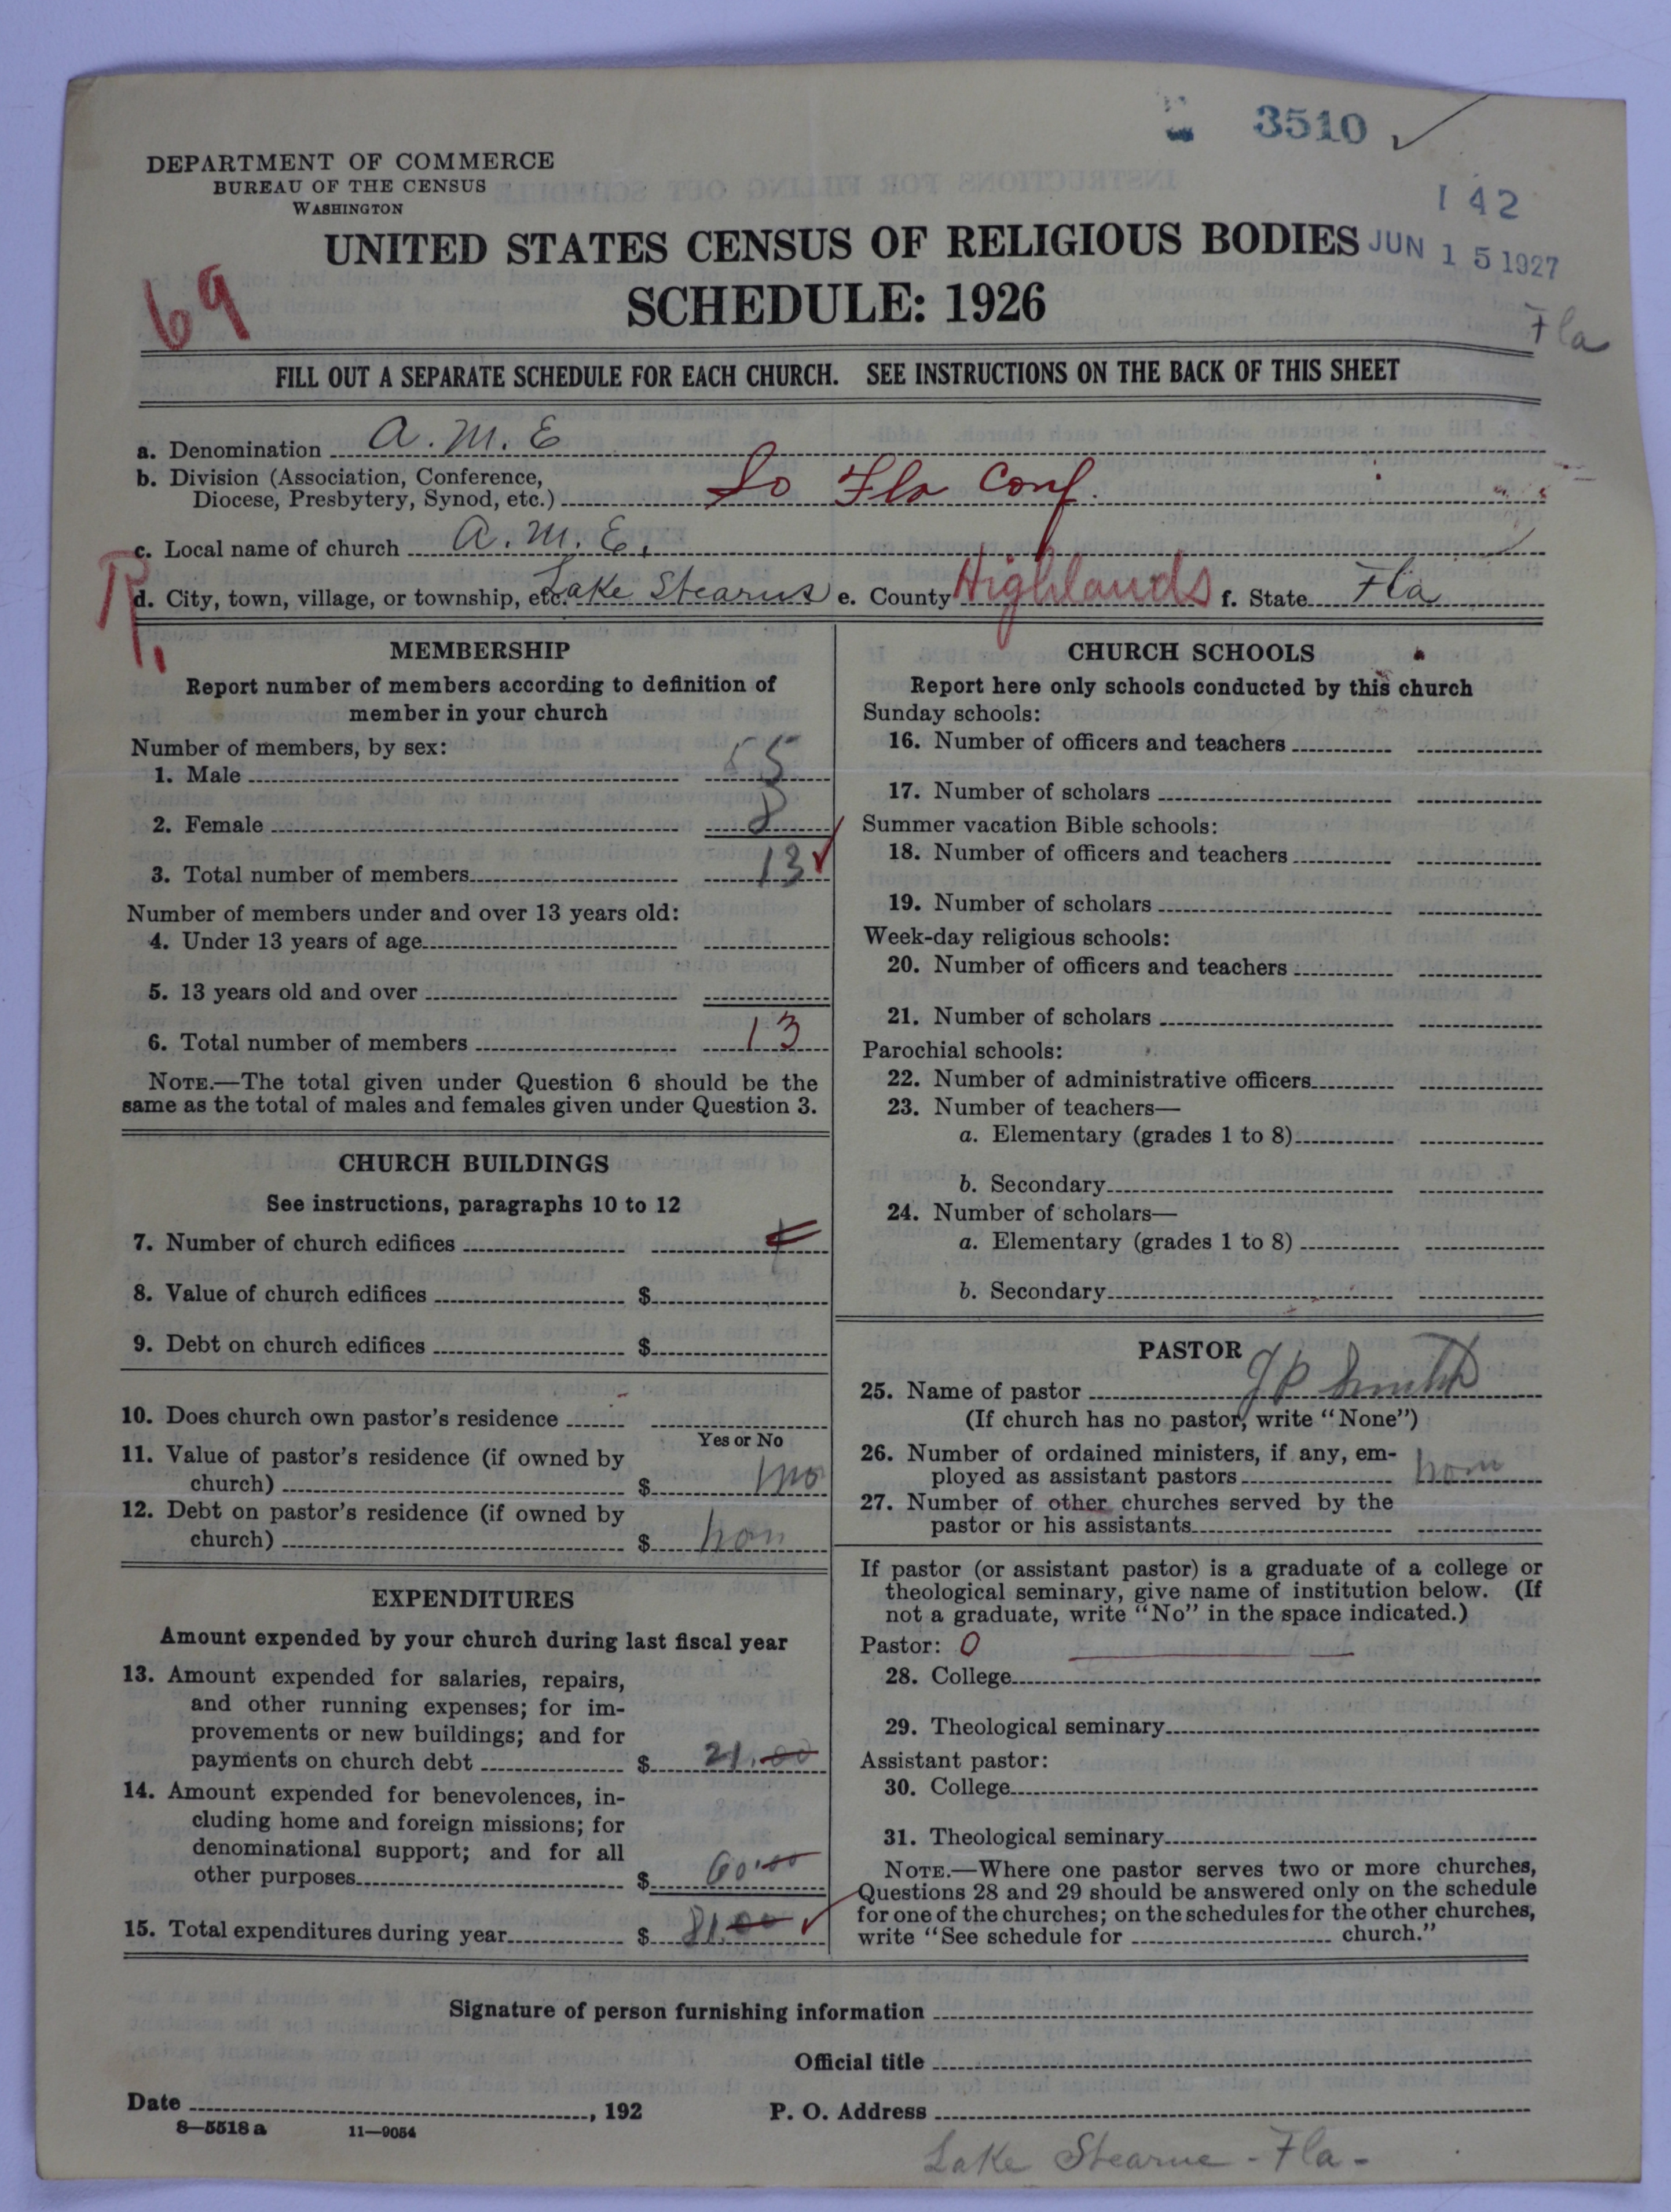 3510
DEPARTMENT OF COMMERCE
BUREAU OF THE CENSUS
WASHINGTON
142
JUN 15 1927
UNITED STATES CENSUS OF RELIGIOUS BODIES
SCHEDULE: 1926
69
Fla
FILL OUT A SEPARATE SCHEDULE FOR EACH CHURCH. SEE INSTRUCTIONS ON THE BACK OF THIS SHEET
a. Denomination A. M. E
b. Division (Association, Conference,
Diocese, Presbytery, Synod, etc.) So Fla Conf.
c. Local name of church A. M. E.
d. City, town, village, or township, etc. Lake Stearns e. County Highlands f. State Fla
MEMBERSHIP
Report number of members according to definition of
member in your church
Number of members, by sex:
1. Male 5
2. Female 8
3. Total number of members 13
Number of members under and over 13 years old:
4. Under 13 years of age
5. 13 years old and over
6. Total number of members 13
NOTE.—The total given under Question 6 should be the
same as the total of males and females given under Question 3.
CHURCH BUILDINGS
See instructions, paragraphs 10 to 12
7. Number of church edifices
8. Value of church edifices $
9. Debt on church edifices $
10. Does church own pastor's residence
Yes or No
11. Value of pastor's residence (if owned by
church) $ no
12. Debt on pastor's residence (if owned by
church) $ non
EXPENDITURES
Amount expended by your church during last fiscal year
13. Amount expended for salaries, repairs,
and other running expenses; for im-
provements or new buildings; and for
payments on church debt $ 21.00
14. Amount expended for benevolences, in-
cluding home and foreign missions; for
denominational support; and for all
other purposes $ 60.00
15. Total expenditures during year $ 81.00
CHURCH SCHOOLS
Report here only schools conducted by this church
Sunday schools:
16. Number of officers and teachers
17. Number of scholars
Summer vacation Bible schools:
18. Number of officers and teachers
19. Number of scholars
Week-day religious schools:
20. Number of officers and teachers
21. Number of scholars
Parochial schools:
22. Number of administrative officers
23. Number of teachers—
a. Elementary (grades 1 to 8)
b. Secondary
24. Number of scholars—
a. Elementary (grades 1 to 8)
b. Secondary
PASTOR
25. Name of pastor J P Smith
(If church has no pastor, write "None")
26. Number of ordained ministers, if any, em-
ployed as assistant pastors non
27. Number of other churches served by the
pastor or his assistants
If pastor (or assistant pastor) is a graduate of a college or
theological seminary, give name of institution below. (If
not a graduate, write "No" in the space indicated.)
Pastor: O
28. College
29. Theological seminary
Assistant pastor:
30. College
31. Theological seminary
NOTE.—Where one pastor serves two or more churches,
Questions 28 and 29 should be answered only on the schedule
for one of the churches; on the schedules for the other churches,
write "See schedule for church."
Signature of person furnishing information
Official title
Date , 192
P. O. Address
8—5518 a 11—9054
Lake Stearne - Fla -